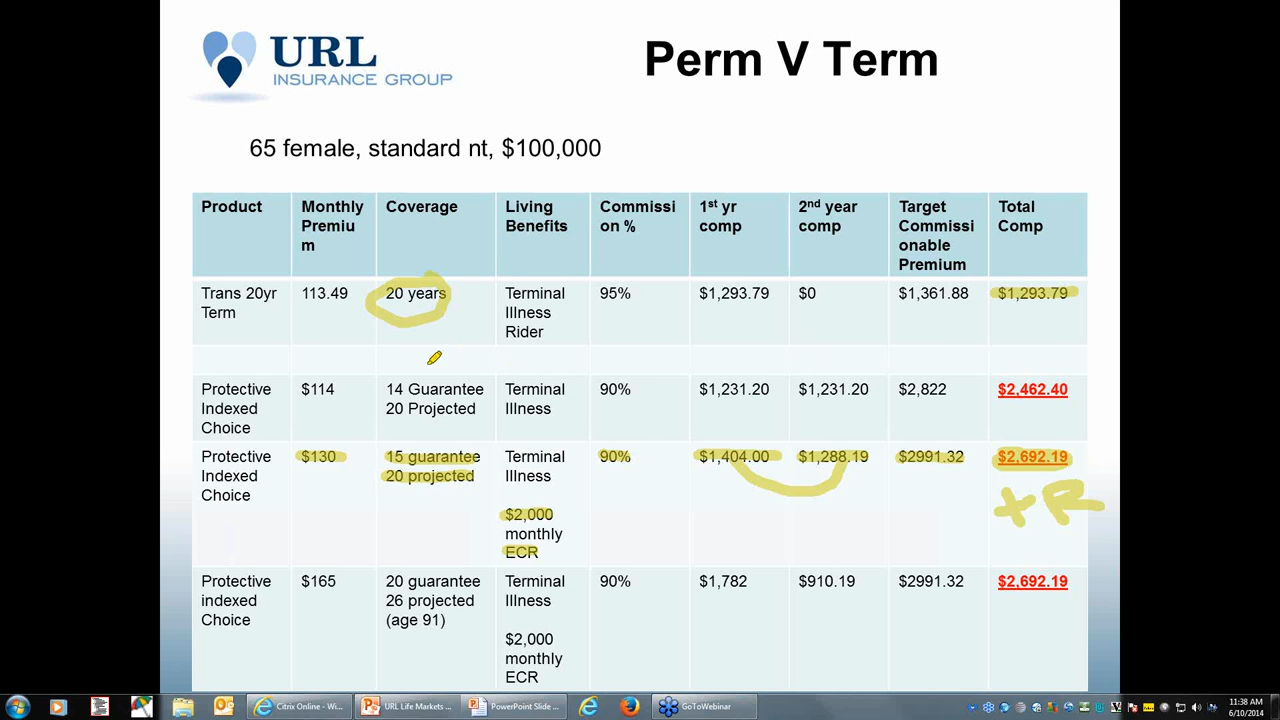 URL
INSURANCE GROUP
Perm V Term
65 female, standard nt, $100,000
Product
Monthly
Premiu
m
Coverage
Living
Benefits
Commissi
on %
1st yr
comp
2nd year
comp
Target
Commissi
onable
Premium
Total
Comp
Trans 20yr
Term
113.49
20 years
Terminal
Illness
Rider
95%
$1,293.79
$0
$1,361.88
$1,293.79
Protective
Indexed
Choice
$114
14 Guarantee
20 Projected
Terminal
Illness
90%
$1,231.20
$1,231.20
$2,822
$2,462.40
Protective
Indexed
Choice
$130
15 guarantee
20 projected
Terminal
Illness
$2,000
monthly
ECR
90%
$1,404.00
$1,288.19
$2991.32
$2,692.19
+R
Protective
indexed
Choice
$165
20 guarantee
26 projected
(age 91)
Terminal
Illness
$2,000
monthly
ECR
90%
$1,782
$910.19
$2991.32
$2,692.19
Citrix Online - Wi...
URL Life Markets ...
PowerPoint Slide ...
GoToWebinar
11:38 AM
6/10/2014